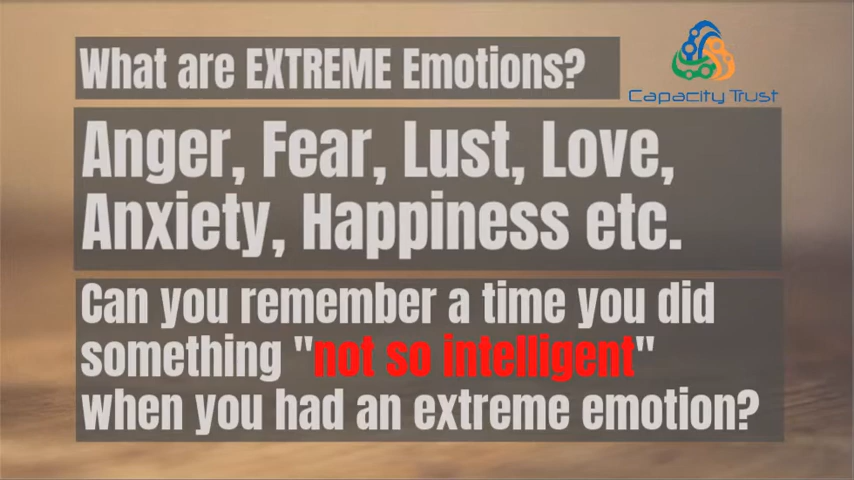 What are EXTREME Emotions?
Capacity Trust
Anger, Fear, Lust, Love,
Anxiety, Happiness etc.
Can you remember a time you did
something "not so intelligent"
when you had an extreme emotion?